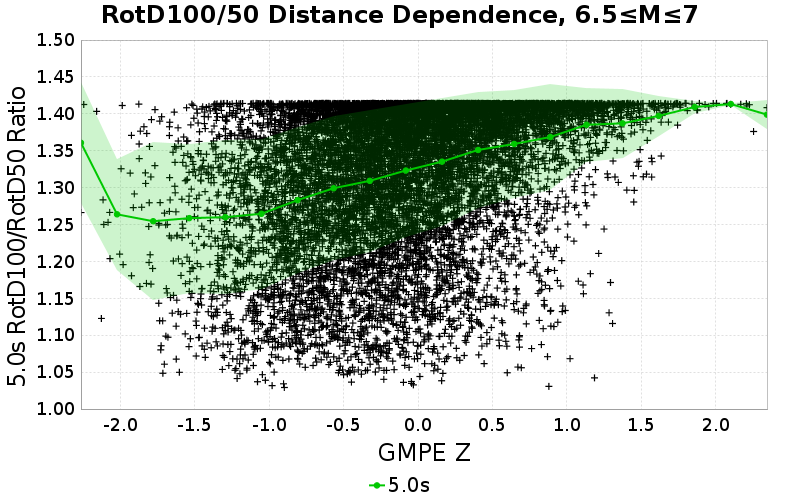 RotD100/50 Distance Dependence, 6.5≤M≤7
5.0s RotD100/RotD50 Ratio
1.50
1.45
1.40
1.35
1.30
1.25
1.20
1.15
1.10
1.05
1.00
-2.0 -1.5 -1.0 -0.5 0.0 0.5 1.0 1.5 2.0
GMPE Z
5.0s